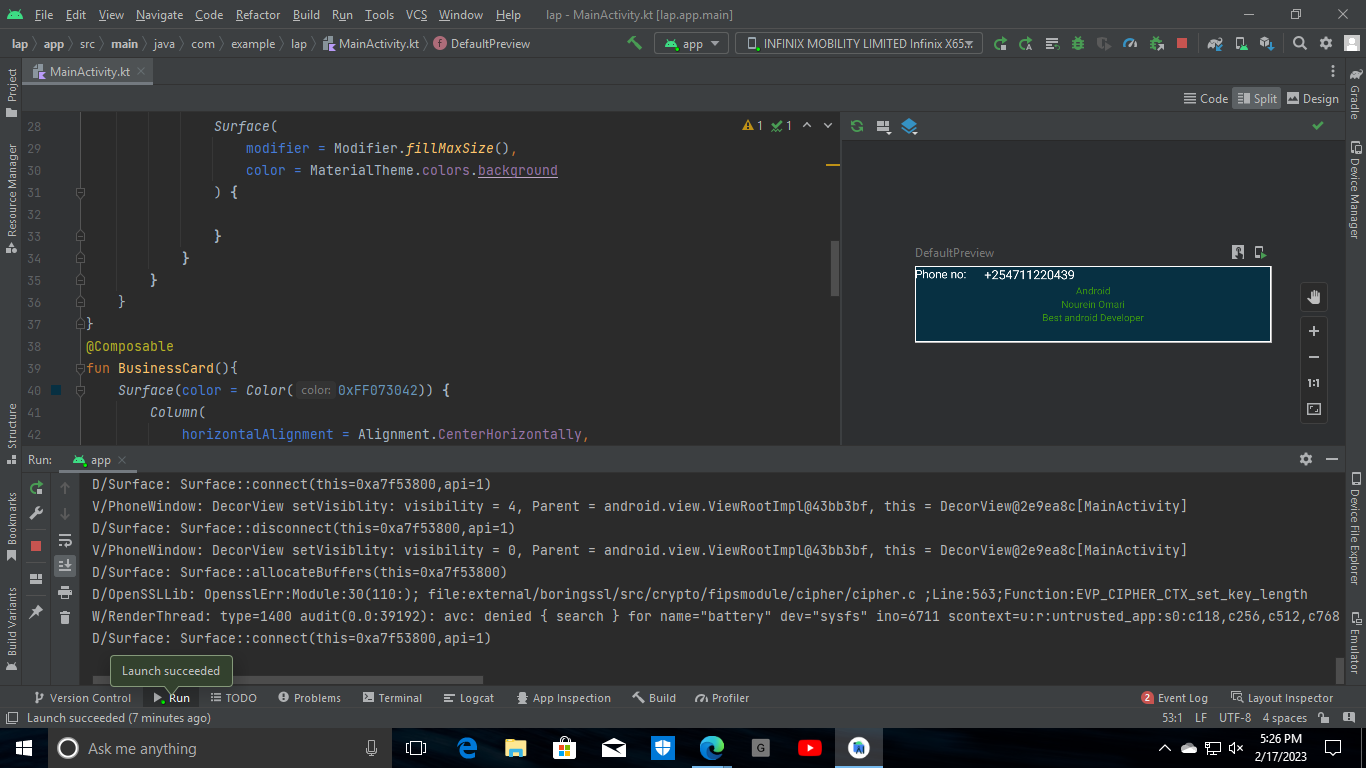 File Edit View Navigate Code Refactor Build Run Tools VCS Window Help lap - MainActivity.kt [lap.app.main]
lap app src main java com example lap MainActivity.kt DefaultPreview app INFINIX MOBILITY LIMITED Infinix X65..
MainActivity.kt
Code Split Design
28 Surface( 1 1
29 modifier = Modifier.fillMaxSize(),
30 color = MaterialTheme.colors.background
31 ) {
32
33 }
34 }
35 }
36 }
37 }
38 @Composable
39 fun BusinessCard(){
40 Surface(color = Color( color: 0xFF073042)) {
41 Column(
42 horizontalAlignment = Alignment.CenterHorizontally,
DefaultPreview
Phone no: +254711220439
Android
Nourein Omari
Best android Developer
1:1
Project
Resource Manager
Structure
Bookmarks
Build Variants
Gradle
Device Manager
Device File Explorer
Emulator
Run: app
D/Surface: Surface::connect(this=0xa7f53800,api=1)
V/PhoneWindow: DecorView setVisiblity: visibility = 4, Parent = android.view.ViewRootImpl@43bb3bf, this = DecorView@2e9ea8c[MainActivity]
D/Surface: Surface::disconnect(this=0xa7f53800,api=1)
V/PhoneWindow: DecorView setVisiblity: visibility = 0, Parent = android.view.ViewRootImpl@43bb3bf, this = DecorView@2e9ea8c[MainActivity]
D/Surface: Surface::allocateBuffers(this=0xa7f53800)
D/OpenSSLLib: OpensslErr:Module:30(110:); file:external/boringssl/src/crypto/fipsmodule/cipher/cipher.c ;Line:563;Function:EVP_CIPHER_CTX_set_key_length
W/RenderThread: type=1400 audit(0.0:39192): avc: denied { search } for name="battery" dev="sysfs" ino=6711 scontext=u:r:untrusted_app:s0:c118,c256,c512,c768
D/Surface: Surface::connect(this=0xa7f53800,api=1)
Launch succeeded
Version Control Run TODO Problems Terminal Logcat App Inspection Build Profiler 2 Event Log Layout Inspector
Launch succeeded (7 minutes ago) 53:1 LF UTF-8 4 spaces
Ask me anything G 5:26 PM
2/17/2023